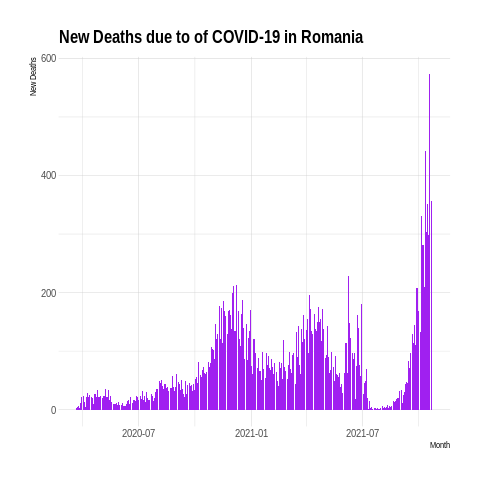 New Deaths due to of COVID-19 in Romania
New Deaths
600
400
200
0
2020-07 2021-01 2021-07
Month